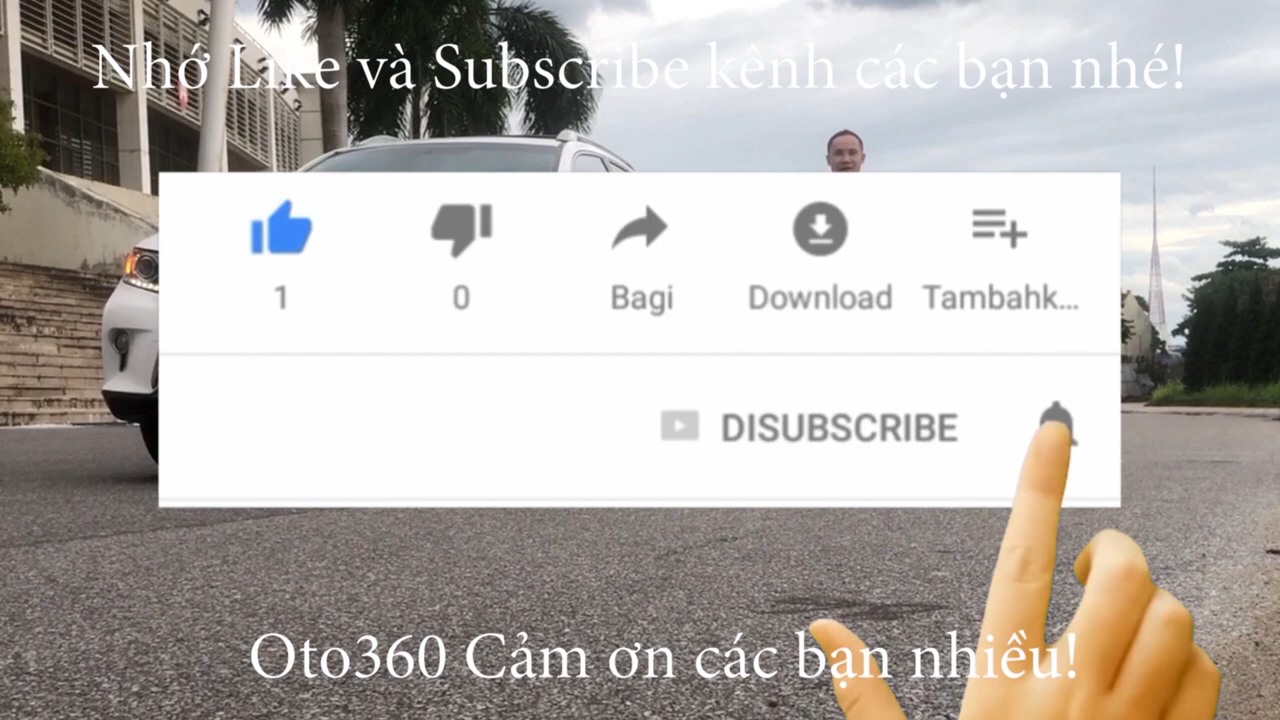 Nhớ Like và Subscribe kênh các bạn nhé!
1 0 Bagi Download Tambahk...
DISUBSCRIBE
Oto360 Cảm ơn các bạn nhiều!